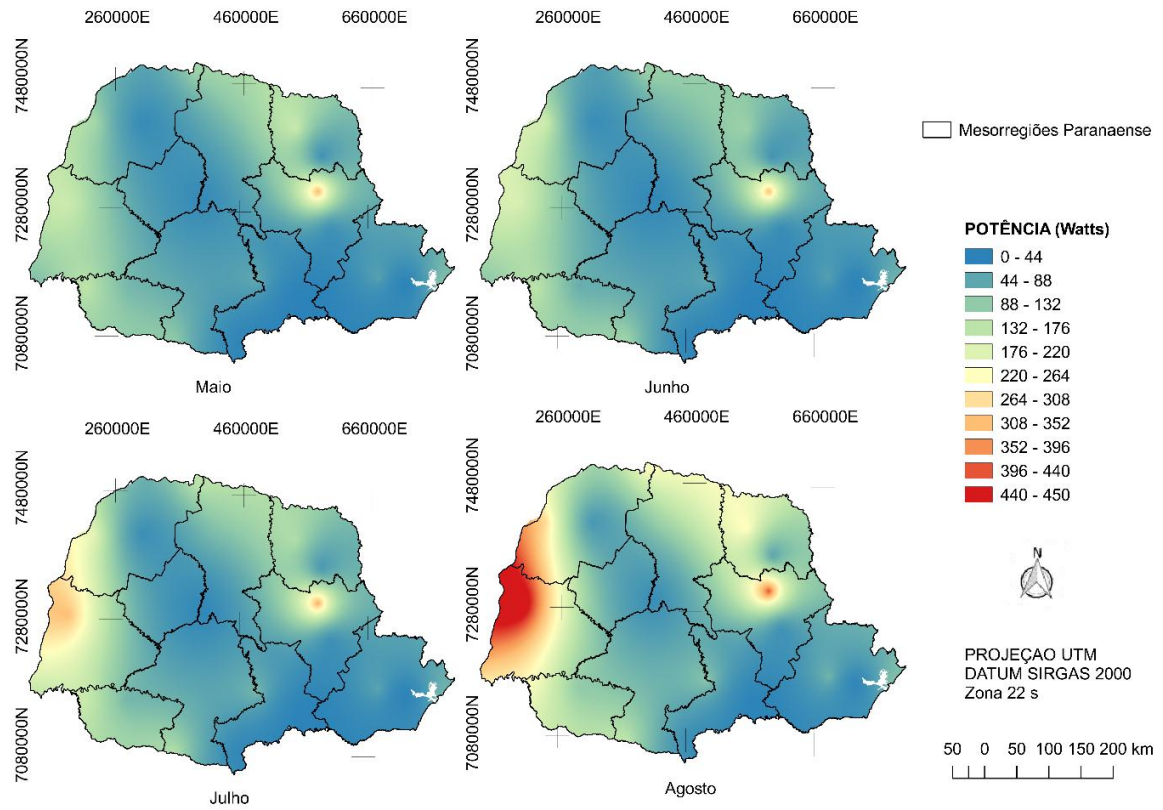 260000E 460000E 660000E 260000E 460000E 660000E
7480000N
7280000N
7080000N
7480000N
7280000N
7080000N
Maio
Junho
260000E 460000E 660000E 260000E 460000E 660000E
7480000N
7280000N
7080000N
7480000N
7280000N
7080000N
Julho
Agosto
Mesorregiões Paranaense
POTÊNCIA (Watts)
0 - 44
44 - 88
88 - 132
132 - 176
176 - 220
220 - 264
264 - 308
308 - 352
352 - 396
396 - 440
440 - 450
N
PROJEÇAO UTM
DATUM SIRGAS 2000
Zona 22 s
50 0 50 100 150 200 km